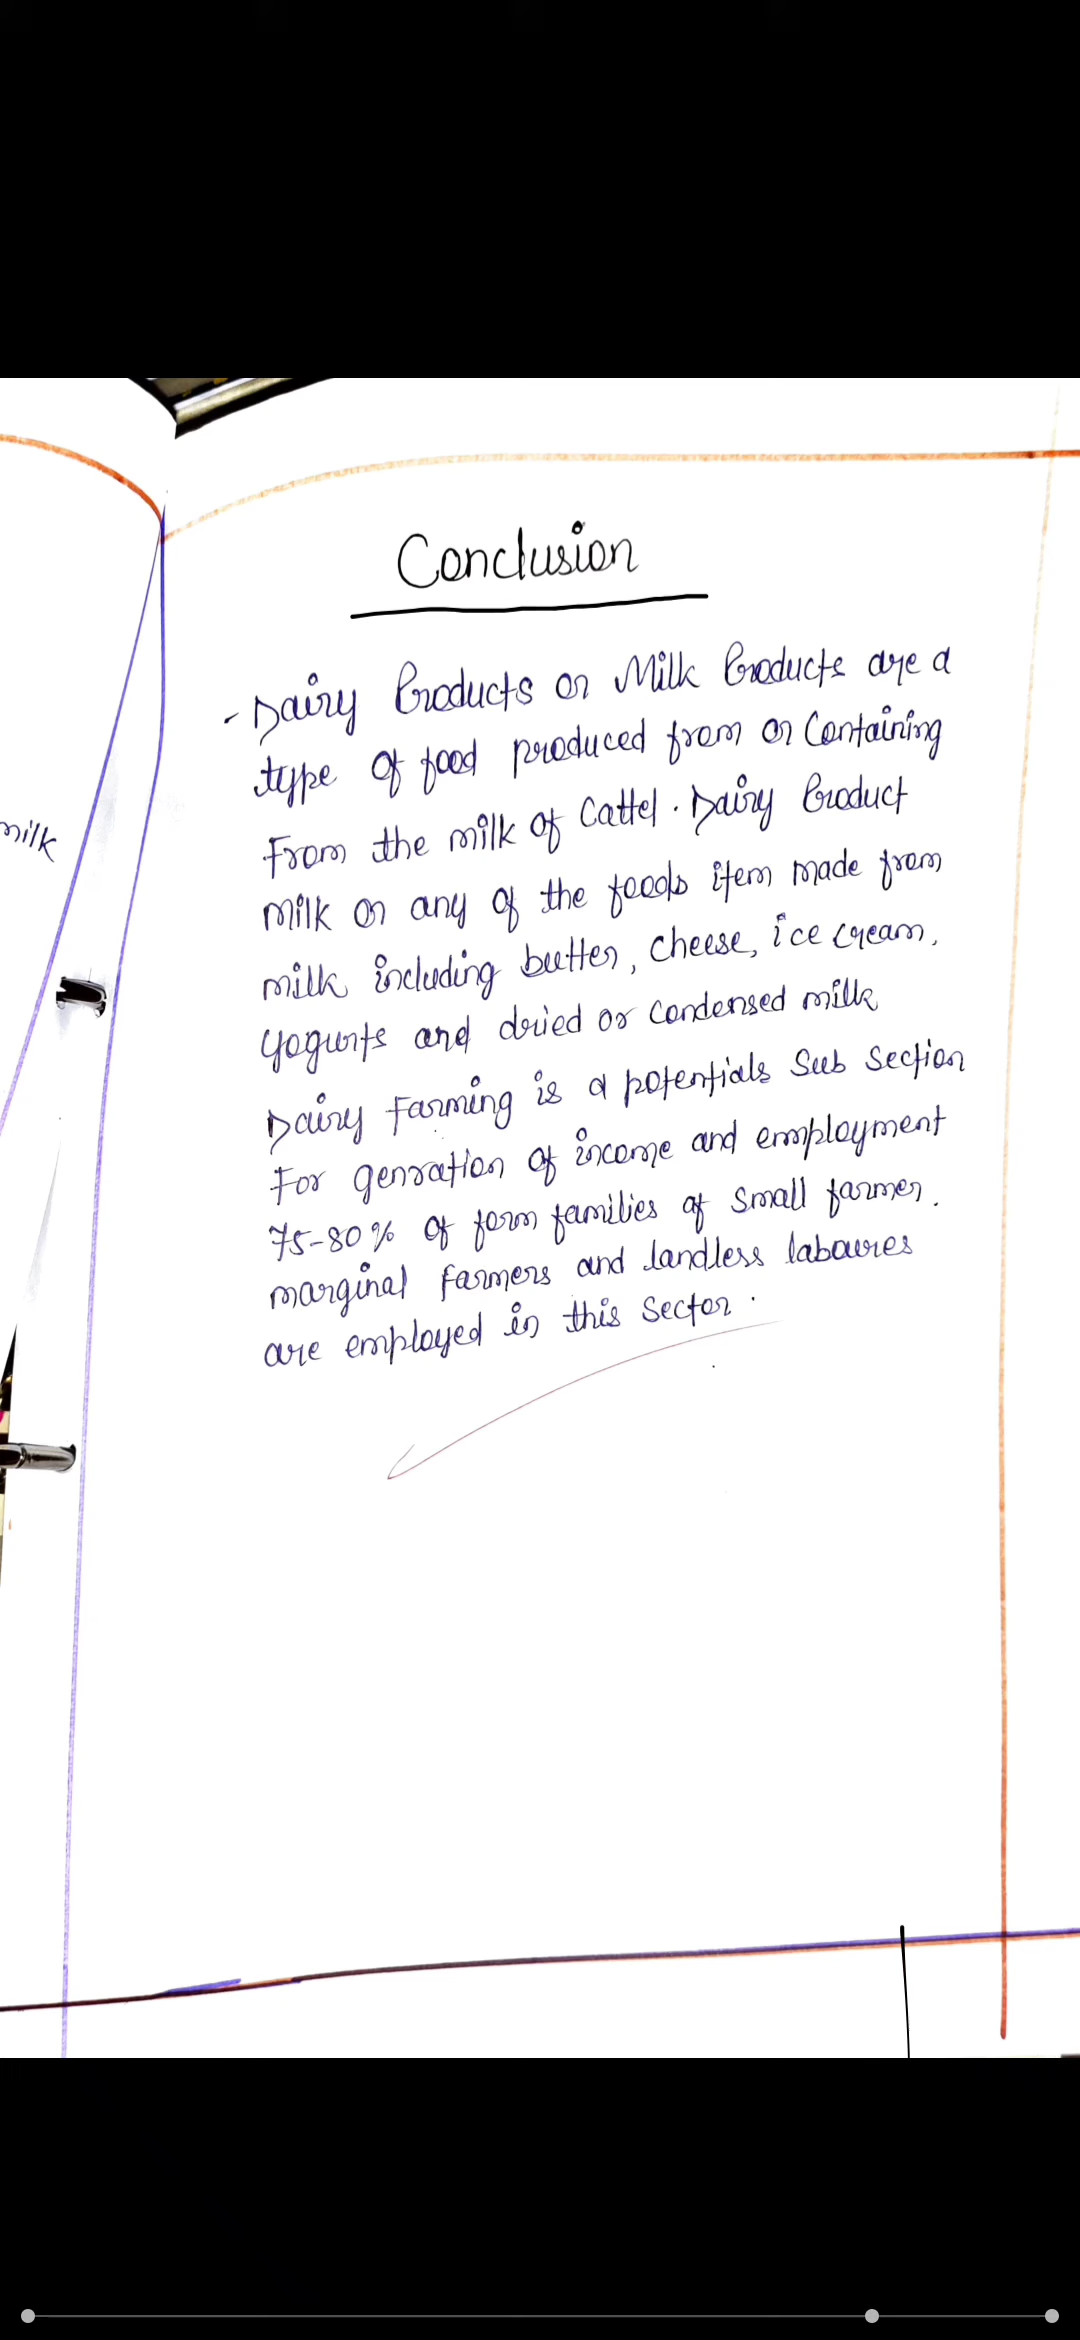 Conclusion
- Dairy Products or Milk Products are a
type of food produced from or Containing
From the milk of Cattel. Dairy Product
milk or any of the foods item made from
milk
milk including butter, cheese, ice cream,
yogurts and dried or condensed milk
Dairy Farming is a potentials Sub Section
For genration of income and employment
75-80% of form families of small farmer.
marginal farmers and landless laboures
are employed in this Sector.